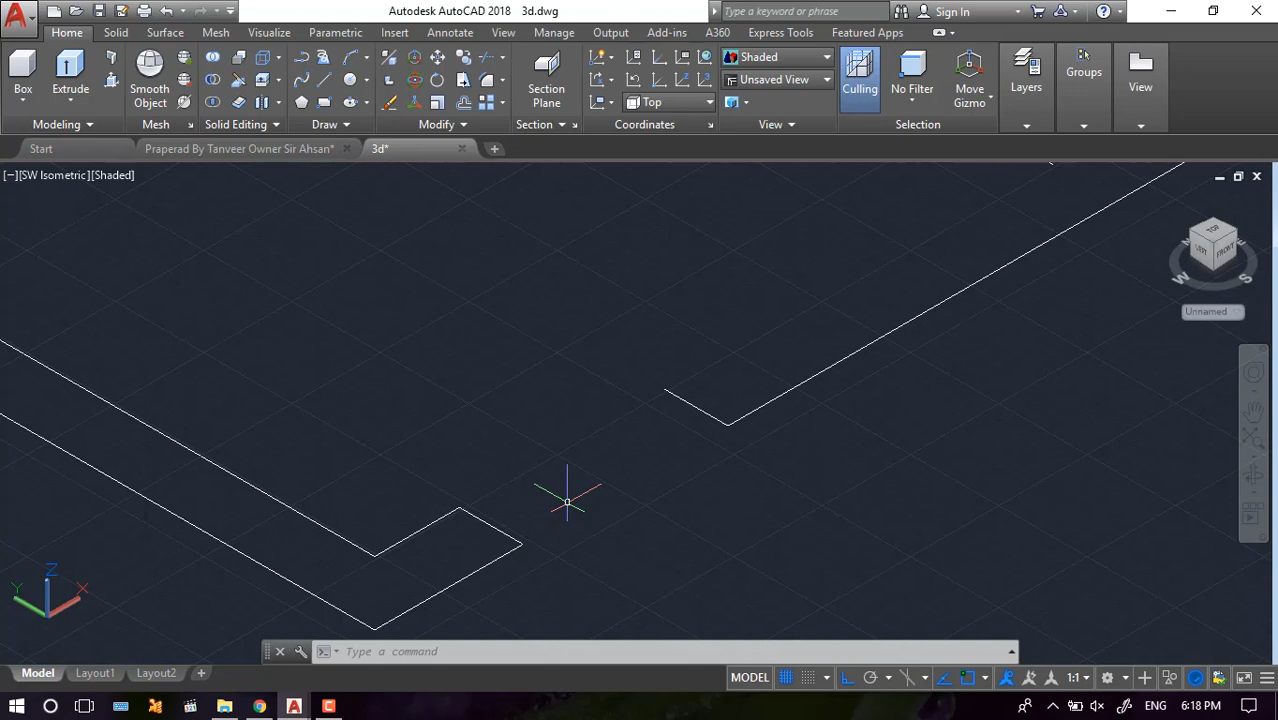 Autodesk AutoCAD 2018 3d.dwg
Type a keyword or phrase
Sign In
Home Solid Surface Mesh Visualize Parametric Insert Annotate View Manage Output Add-ins A360 Express Tools Featured Apps
Box
Extrude
Smooth Object
Section Plane
Shaded
Unsaved View
Top
Culling
No Filter
Move Gizmo
Layers
Groups
View
Modeling
Mesh
Solid Editing
Draw
Modify
Section
Coordinates
View
Selection
Start
Praperad By Tanveer Owner Sir Ahsan*
3d*
[−][SW Isometric][Shaded]
TOP
LEFT
FRONT
N
E
W
S
Unnamed
Z
Y
X
Type a command
Model Layout1 Layout2
MODEL
1:1
ENG
6:18 PM